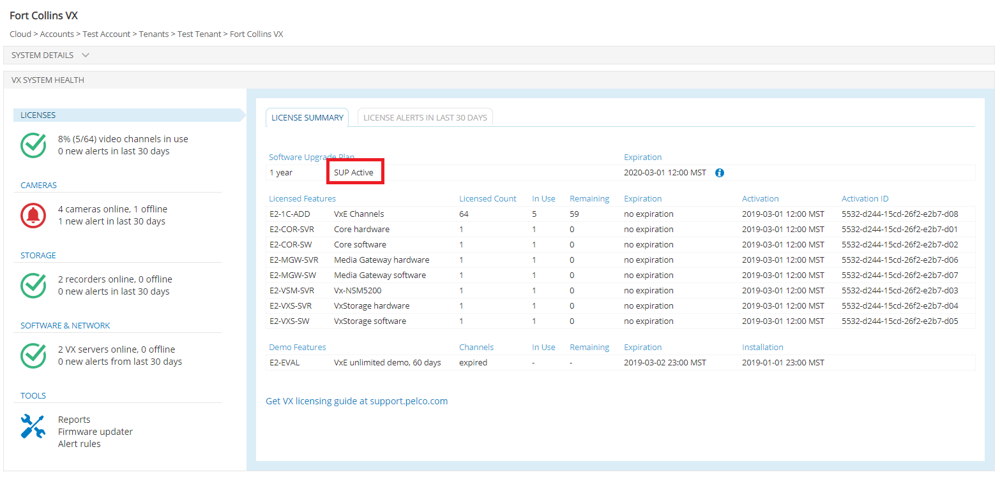 Fort Collins VX
Cloud > Accounts > Test Account > Tenants > Test Tenant > Fort Collins VX
SYSTEM DETAILS
VX SYSTEM HEALTH
LICENSES
8% (5/64) video channels in use
0 new alerts in last 30 days
CAMERAS
4 cameras online, 1 offline
1 new alert in last 30 days
STORAGE
2 recorders online, 0 offline
0 new alerts in last 30 days
SOFTWARE & NETWORK
2 VX servers online, 0 offline
0 new alerts from last 30 days
TOOLS
Reports
Firmware updater
Alert rules
LICENSE SUMMARY LICENSE ALERTS IN LAST 30 DAYS
Software Upgrade Plan Expiration
1 year SUP Active 2020-03-01 12:00 MST
Licensed Features Licensed Count In Use Remaining Expiration Activation Activation ID
E2-1C-ADD VxE Channels 64 5 59 no expiration 2019-03-01 12:00 MST 5532-d244-15cd-26f2-e2b7-d08
E2-COR-SVR Core hardware 1 1 0 no expiration 2019-03-01 12:00 MST 5532-d244-15cd-26f2-e2b7-d01
E2-COR-SW Core software 1 1 0 no expiration 2019-03-01 12:00 MST 5532-d244-15cd-26f2-e2b7-d02
E2-MGW-SVR Media Gateway hardware 1 1 0 no expiration 2019-03-01 12:00 MST 5532-d244-15cd-26f2-e2b7-d06
E2-MGW-SW Media Gateway software 1 1 0 no expiration 2019-03-01 12:00 MST 5532-d244-15cd-26f2-e2b7-d07
E2-VSM-SVR Vx-NSM5200 1 1 0 no expiration 2019-03-01 12:00 MST 5532-d244-15cd-26f2-e2b7-d03
E2-VXS-SVR VxStorage hardware 1 1 0 no expiration 2019-03-01 12:00 MST 5532-d244-15cd-26f2-e2b7-d04
E2-VXS-SW VxStorage software 1 1 0 no expiration 2019-03-01 12:00 MST 5532-d244-15cd-26f2-e2b7-d05
Demo Features Channels In Use Remaining Expiration Installation
E2-EVAL VxE unlimited demo, 60 days expired - - 2019-03-02 23:00 MST 2019-01-01 23:00 MST
Get VX licensing guide at support.pelco.com